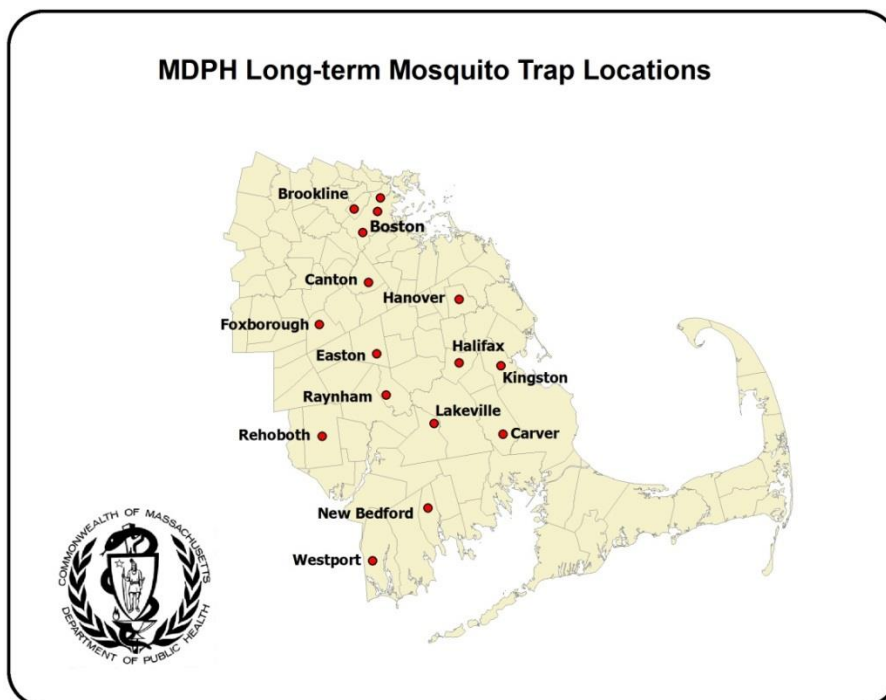 MDPH Long-term Mosquito Trap Locations
Brookline
Boston
Canton
Hanover
Foxborough
Halifax
Easton
Kingston
Raynham
Lakeville
Rehoboth
Carver
New Bedford
Westport
COMMONWEALTH OF MASSACHUSETTS
DEPARTMENT OF PUBLIC HEALTH